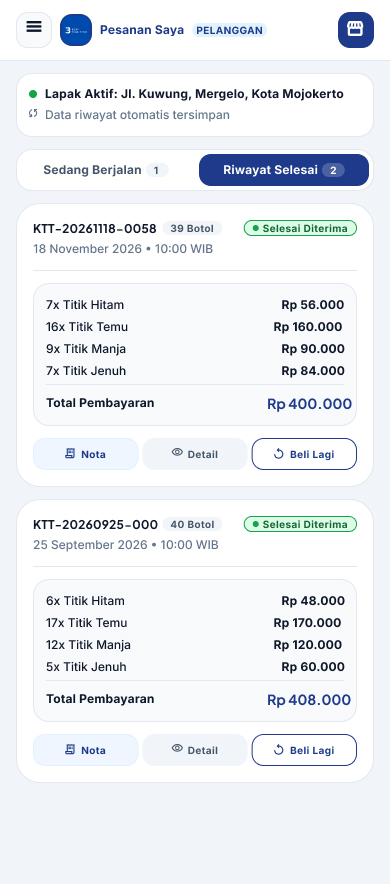 Pesanan Saya PELANGGAN
Lapak Aktif: Jl. Kuwung, Mergelo, Kota Mojokerto
Data riwayat otomatis tersimpan
Sedang Berjalan 1 Riwayat Selesai 2
KTT-20261118-0058 39 Botol Selesai Diterima
18 November 2026 • 10:00 WIB
7x Titik Hitam Rp 56.000
16x Titik Temu Rp 160.000
9x Titik Manja Rp 90.000
7x Titik Jenuh Rp 84.000
Total Pembayaran Rp 400.000
Nota Detail Beli Lagi
KTT-20260925-000 40 Botol Selesai Diterima
25 September 2026 • 10:00 WIB
6x Titik Hitam Rp 48.000
17x Titik Temu Rp 170.000
12x Titik Manja Rp 120.000
5x Titik Jenuh Rp 60.000
Total Pembayaran Rp 408.000
Nota Detail Beli Lagi